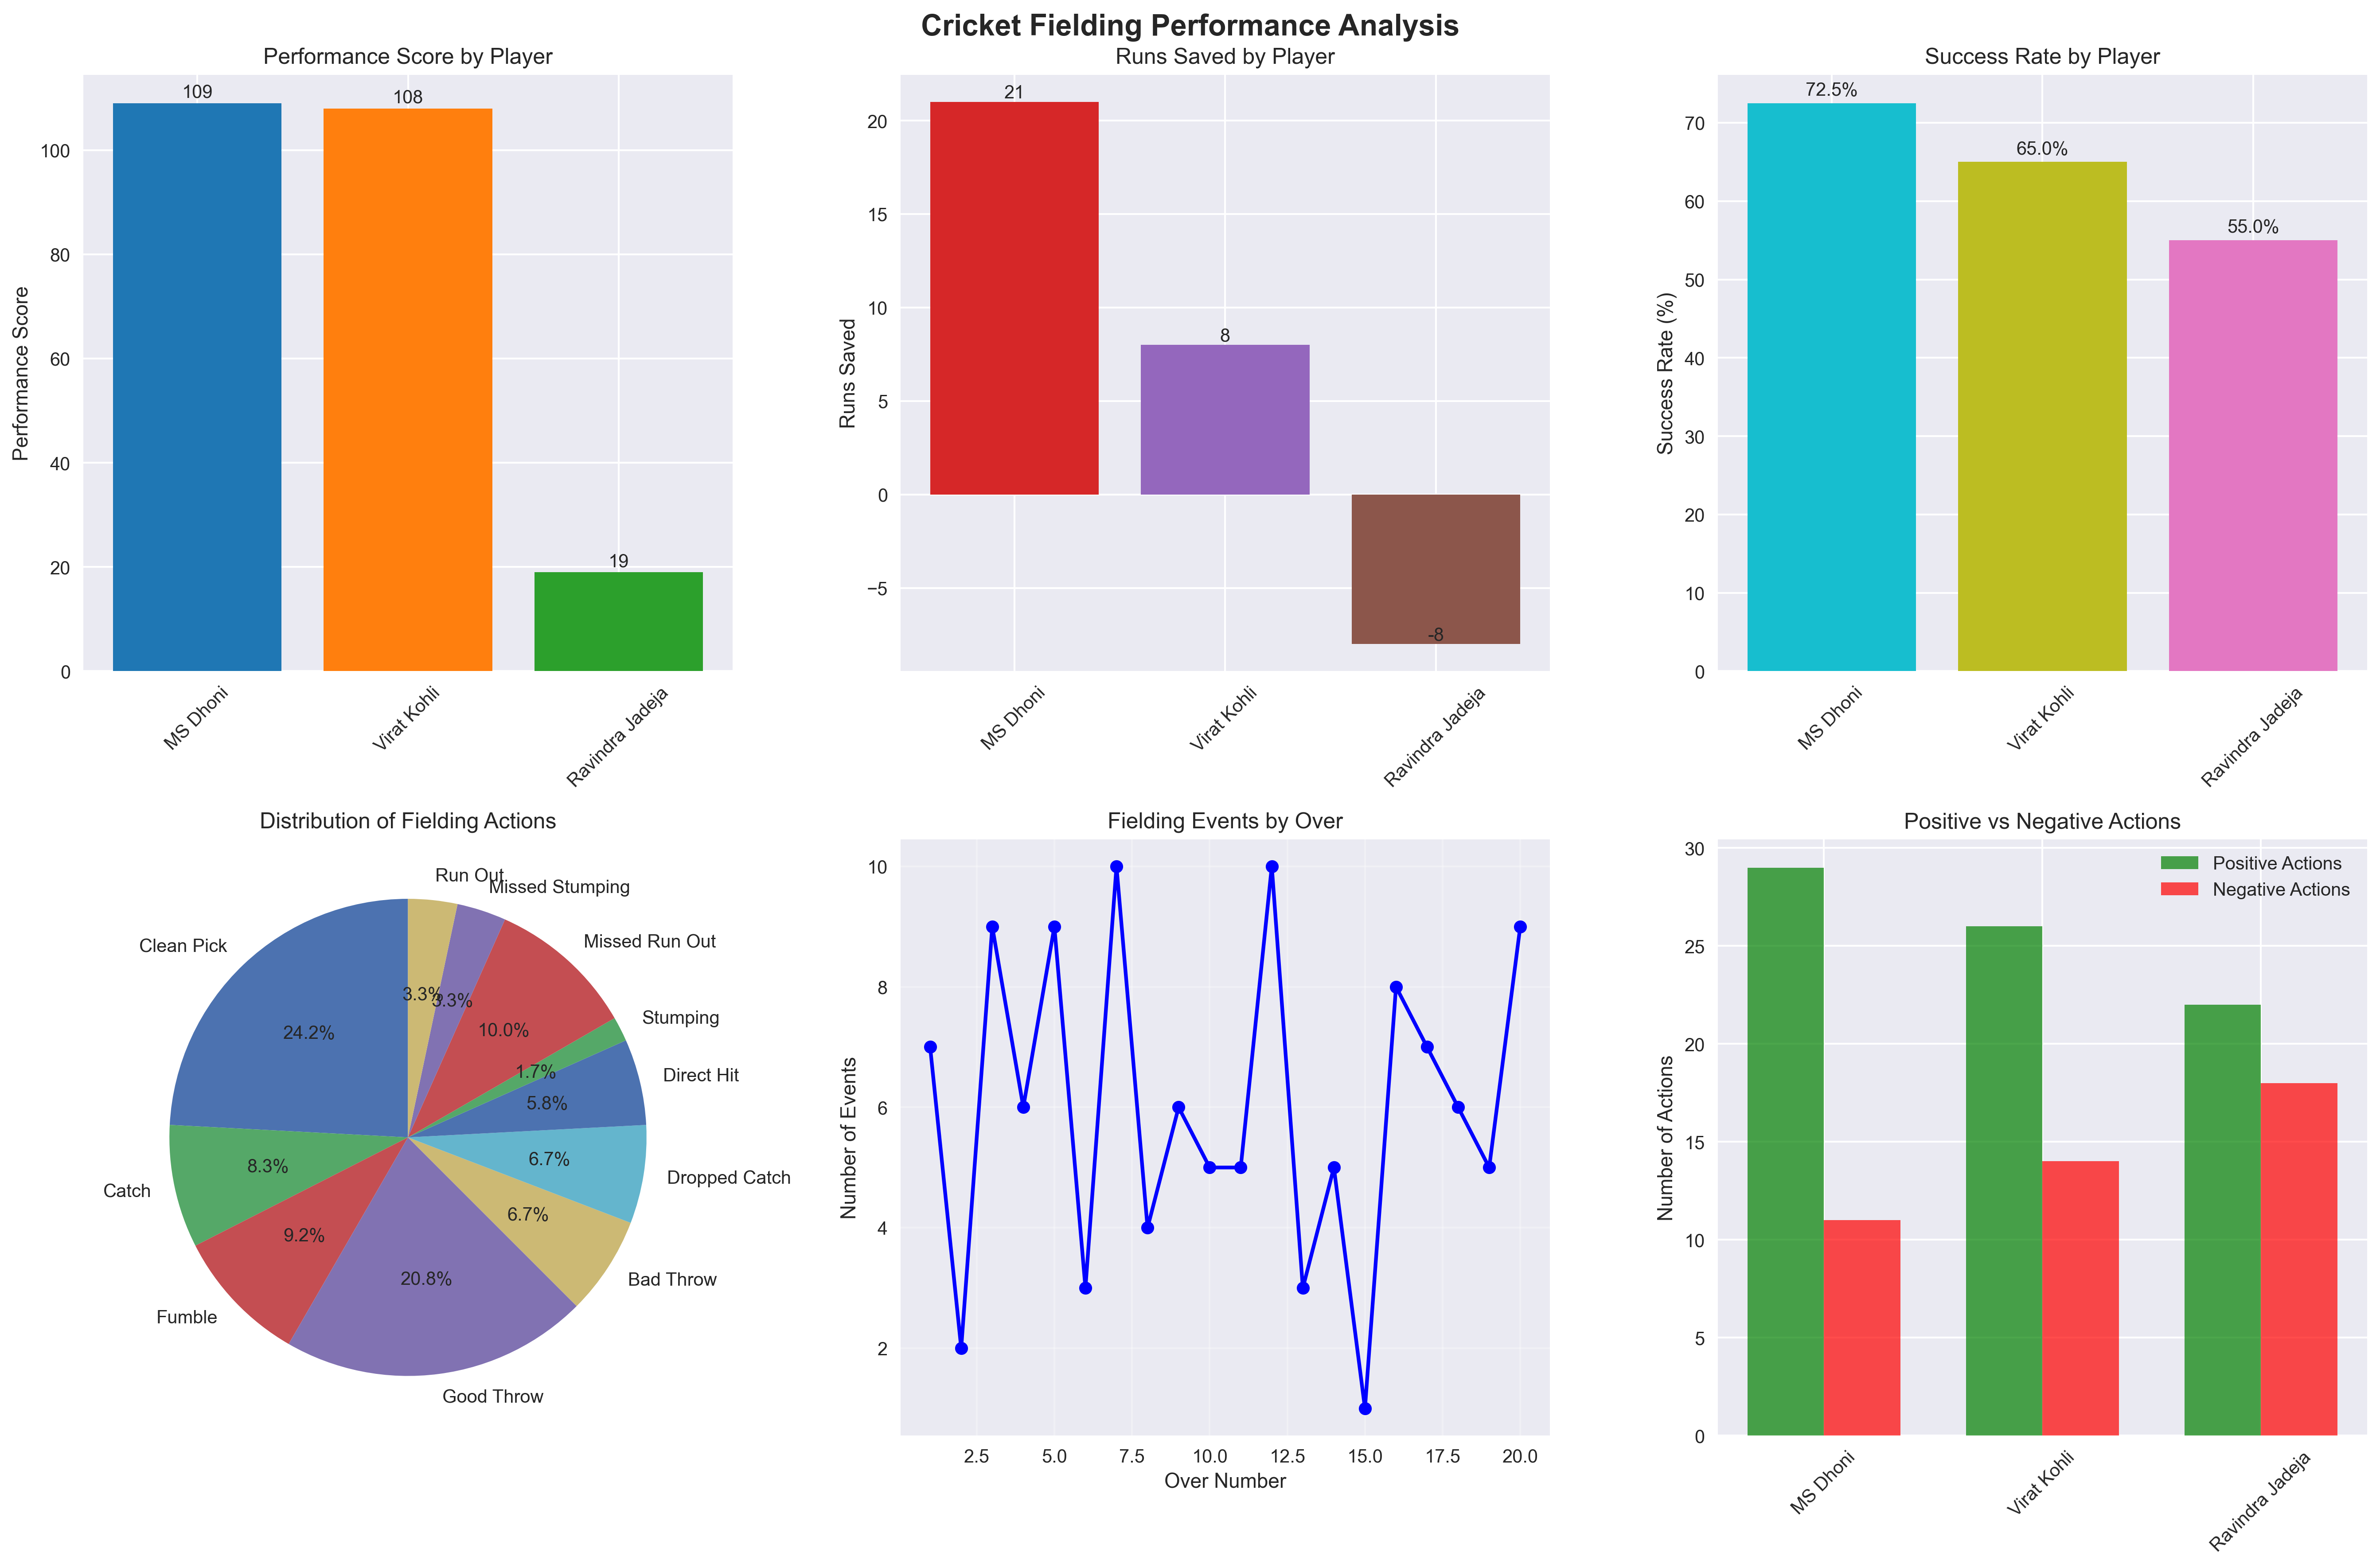 Cricket Fielding Performance Analysis
Performance Score by Player
109
108
19
100
80
60
40
20
0
Performance Score
MS Dhoni
Virat Kohli
Ravindra Jadeja
Runs Saved by Player
21
8
-8
20
15
10
5
0
−5
Runs Saved
MS Dhoni
Virat Kohli
Ravindra Jadeja
Success Rate by Player
72.5%
65.0%
55.0%
70
60
50
40
30
20
10
0
Success Rate (%)
MS Dhoni
Virat Kohli
Ravindra Jadeja
Distribution of Fielding Actions
Run Out
Missed Stumping
Missed Run Out
Clean Pick
Stumping
Direct Hit
Dropped Catch
Catch
Bad Throw
Fumble
Good Throw
3.3%
3.3%
10.0%
24.2%
1.7%
5.8%
6.7%
8.3%
6.7%
9.2%
20.8%
Fielding Events by Over
10
8
6
4
2
Number of Events
2.5 5.0 7.5 10.0 12.5 15.0 17.5 20.0
Over Number
Positive vs Negative Actions
Positive Actions
Negative Actions
30
25
20
15
10
5
0
Number of Actions
MS Dhoni
Virat Kohli
Ravindra Jadeja